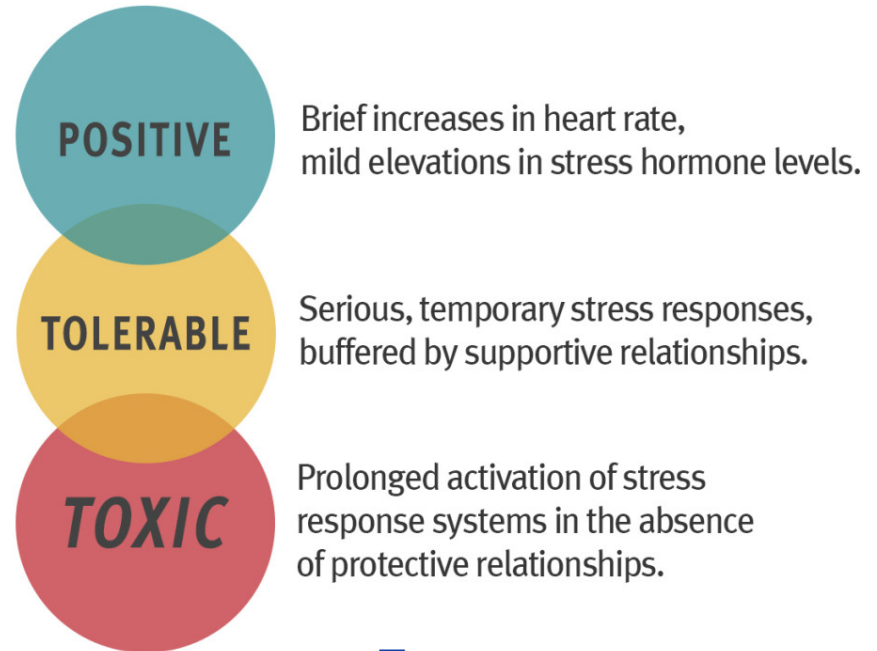 POSITIVE
Brief increases in heart rate,
mild elevations in stress hormone levels.
TOLERABLE
Serious, temporary stress responses,
buffered by supportive relationships.
TOXIC
Prolonged activation of stress
response systems in the absence
of protective relationships.